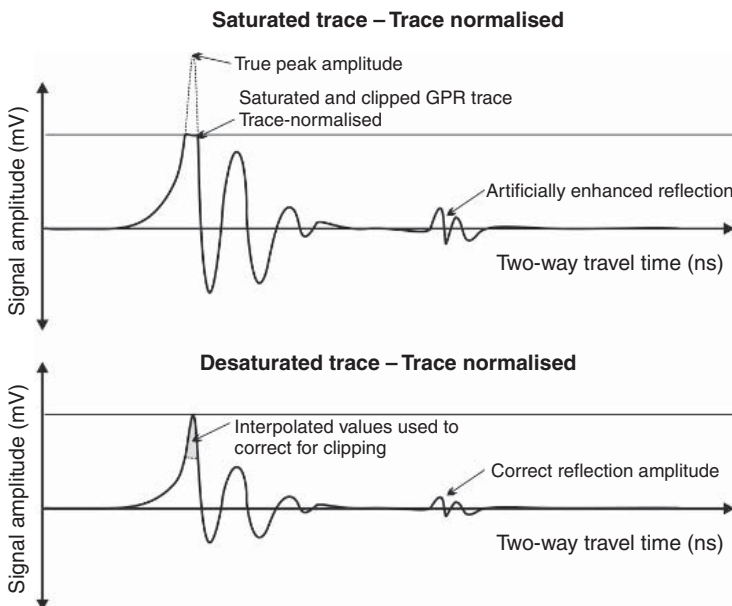 Saturated trace – Trace normalised
True peak amplitude
Saturated and clipped GPR trace
Trace-normalised
Artificially enhanced reflection
Signal amplitude (mV)
Two-way travel time (ns)
Desaturated trace – Trace normalised
Interpolated values used to
correct for clipping
Correct reflection amplitude
Signal amplitude (mV)
Two-way travel time (ns)